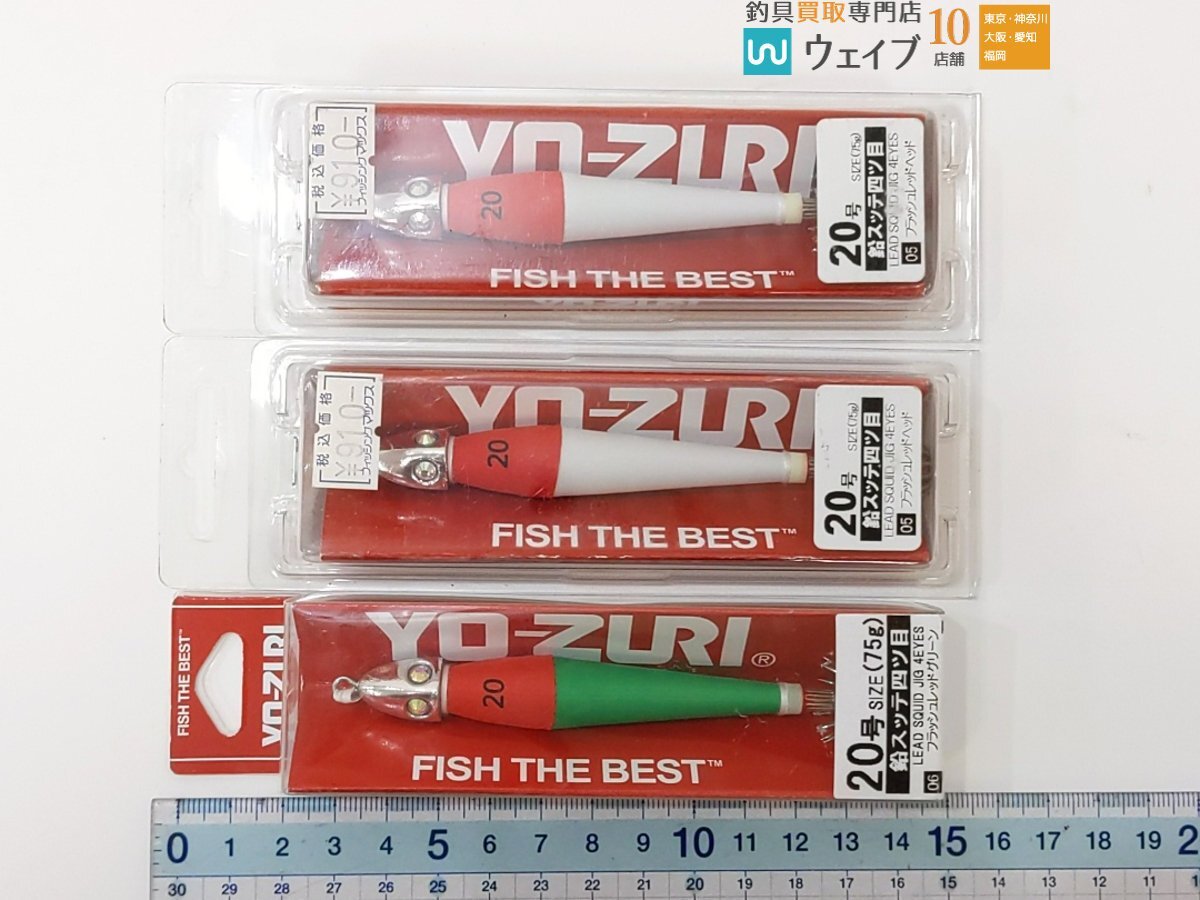 釣具買取専門店
ウェイブ
10
店舗
東京・神奈川
大阪・愛知
福岡
税込価格
¥910-
フィッシングマックス
YO-ZURI
20
FISH THE BEST™
20号
SIZE(75g)
鉛スッテ四ツ目
LEAD SQUID JIG 4EYES
05 フラッシュレッドヘッド
税込価格
¥910-
フィッシングマックス
YO-ZURI
20
FISH THE BEST™
20号
SIZE(75g)
鉛スッテ四ツ目
LEAD SQUID JIG 4EYES
05 フラッシュレッドヘッド
FISH THE BEST™
YO-ZURI
YO-ZURI®
20
FISH THE BEST™
20号 SIZE(75g)
鉛スッテ四ツ目
LEAD SQUID JIG 4EYES
06 フラッシュレッドグリーン
0 1 2 3 4 5 6 7 8 9 10 11 12 13 14 15 16 17 18 19 2
30 29 28 27 26 25 24 23 22 21 20 19 18 17 16 15 14 13 12 11